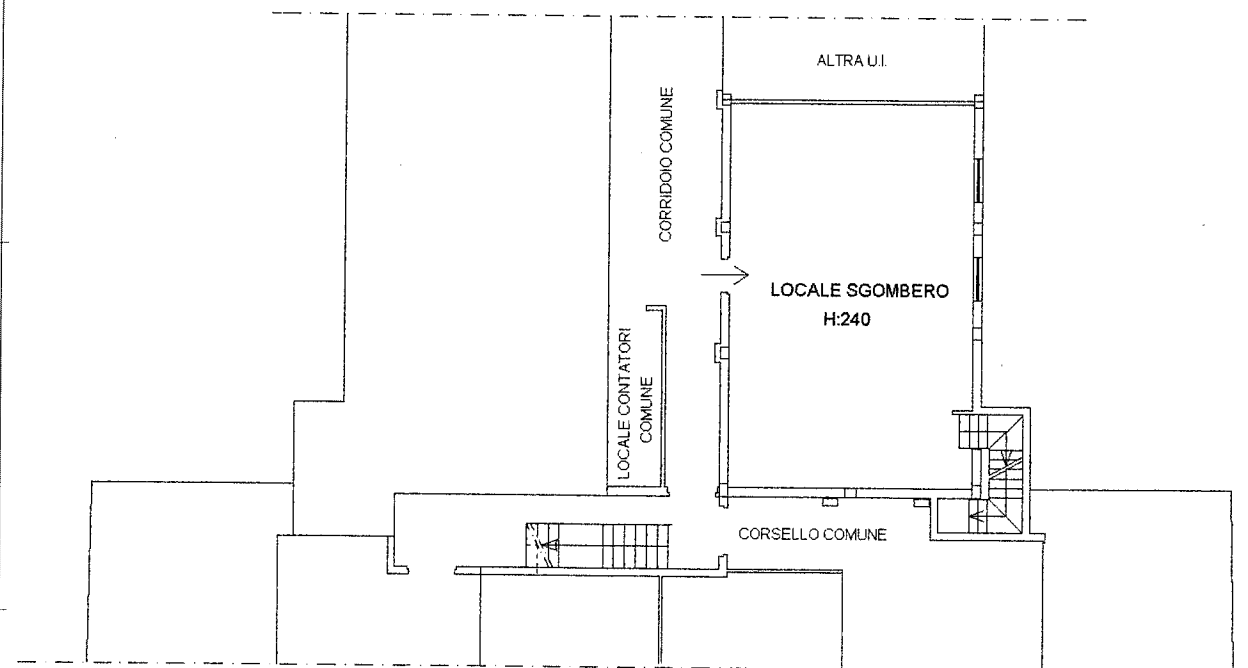 ALTRA U.I.
CORRIDOIO COMUNE
LOCALE SGOMBERO
H:240
LOCALE CONTATORI
COMUNE
CORSELLO COMUNE